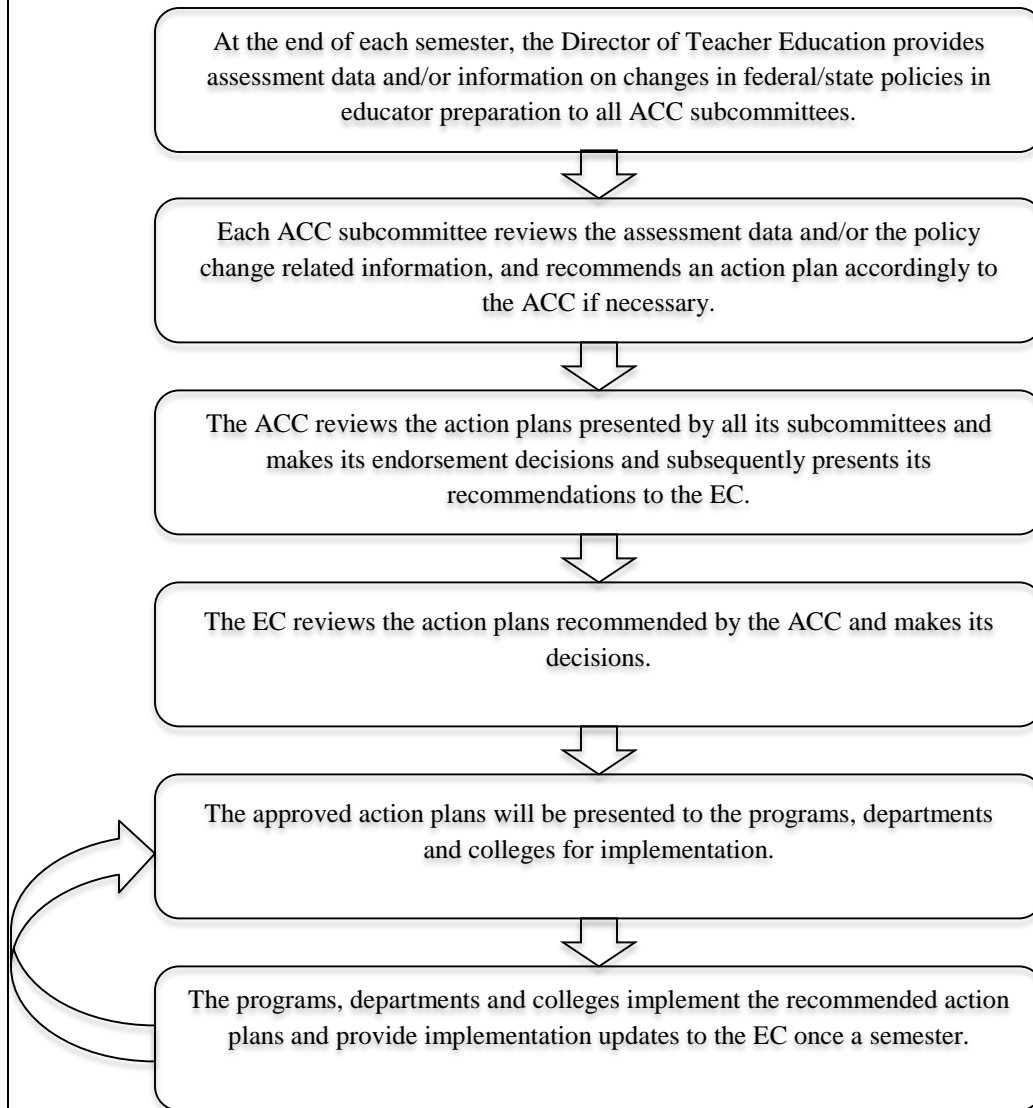 At the end of each semester, the Director of Teacher Education provides
assessment data and/or information on changes in federal/state policies in
educator preparation to all ACC subcommittees.
Each ACC subcommittee reviews the assessment data and/or the policy
change related information, and recommends an action plan accordingly to
the ACC if necessary.
The ACC reviews the action plans presented by all its subcommittees and
makes its endorsement decisions and subsequently presents its
recommendations to the EC.
The EC reviews the action plans recommended by the ACC and makes its
decisions.
The approved action plans will be presented to the programs, departments
and colleges for implementation.
The programs, departments and colleges implement the recommended action
plans and provide implementation updates to the EC once a semester.